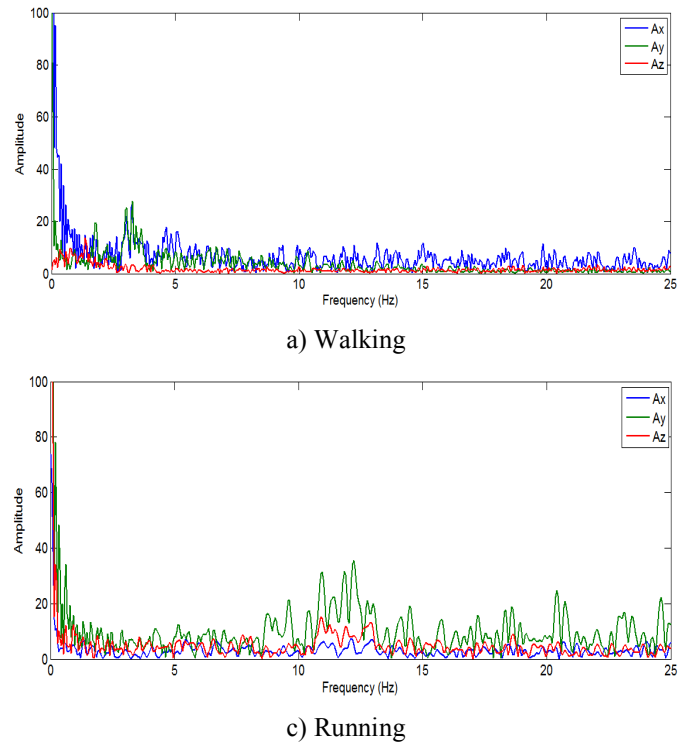 100
80
60
40
20
0
Amplitude
Ax
Ay
Az
0 5 10 15 20 25
Frequency (Hz)
a) Walking
100
80
60
40
20
0
Amplitude
Ax
Ay
Az
0 5 10 15 20 25
Frequency (Hz)
c) Running